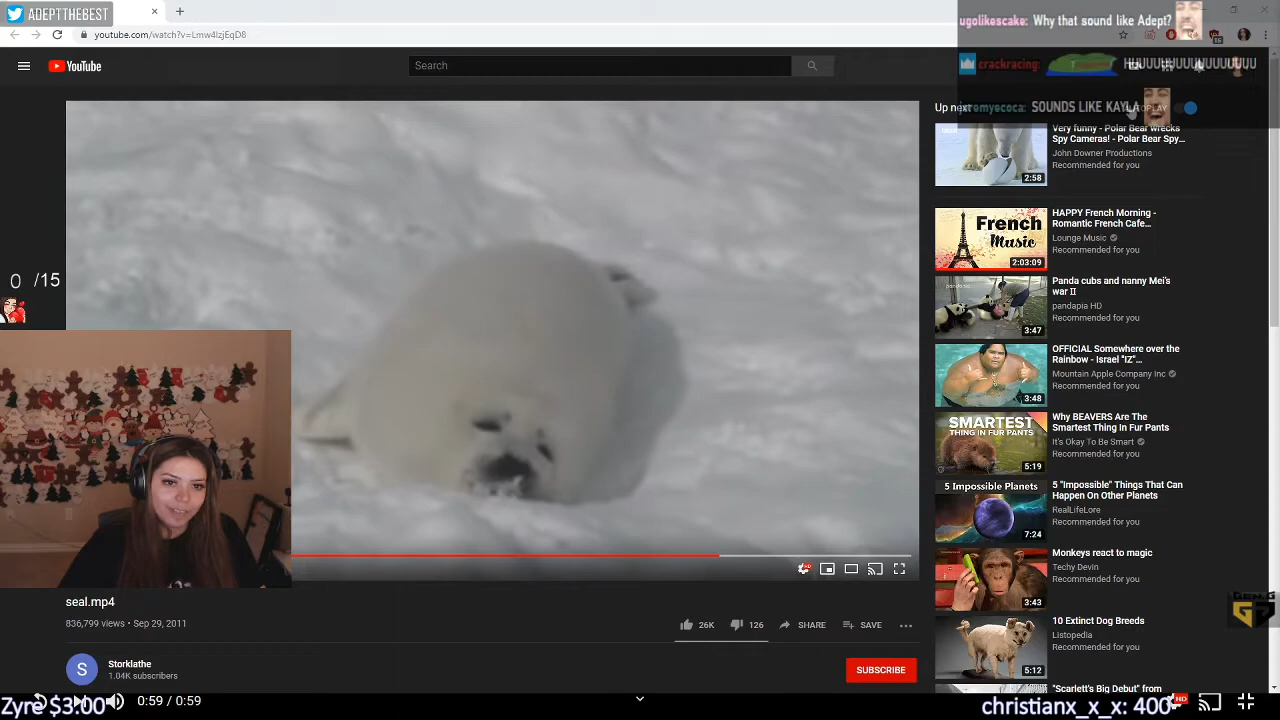 ADEPTTHEBEST
youtube.com/watch?v=Lmw4lzjEqD8
ugolikescake: Why that sound like Adept?
YouTube
Search
crackracing:
SOUNDS LIKE KAYLA
Up next
AUTOPLAY
Very funny - Polar Bear Wrecks
Spy Cameras! - Polar Bear Spy...
John Downer Productions
Recommended for you
2:58
French
Music
2:03:09
HAPPY French Morning -
Romantic French Cafe...
Lounge Music
Recommended for you
0 /15
3:47
Panda cubs and nanny Mei's
war II
pandapia HD
Recommended for you
3:48
OFFICIAL Somewhere over the
Rainbow - Israel "IZ"...
Mountain Apple Company Inc
Recommended for you
SMARTEST
THING IN FUR PANTS
5:19
Why BEAVERS Are The
Smartest Thing In Fur Pants
It's Okay To Be Smart
Recommended for you
5 Impossible Planets
7:24
5 "Impossible" Things That Can
Happen On Other Planets
RealLifeLore
Recommended for you
3:43
Monkeys react to magic
Techy Devin
Recommended for you
HD
seal.mp4
836,799 views • Sep 29, 2011
26K
126
SHARE
SAVE
GEN.G
5:12
10 Extinct Dog Breeds
Listopedia
Recommended for you
S
Storklathe
1.04K subscribers
SUBSCRIBE
"Scarlett's Big Debut" from
Zyre $3.00
0:59 / 0:59
christianx_x_x: 400
HD